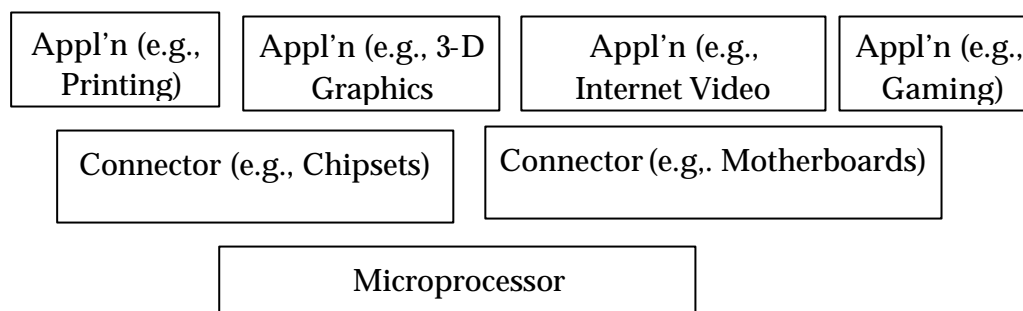 Appl’n (e.g.,
Printing)
Appl’n (e.g., 3-D
Graphics
Appl’n (e.g.,
Internet Video
Appl’n (e.g.,
Gaming)
Connector (e.g., Chipsets)
Connector (e.g,. Motherboards)
Microprocessor